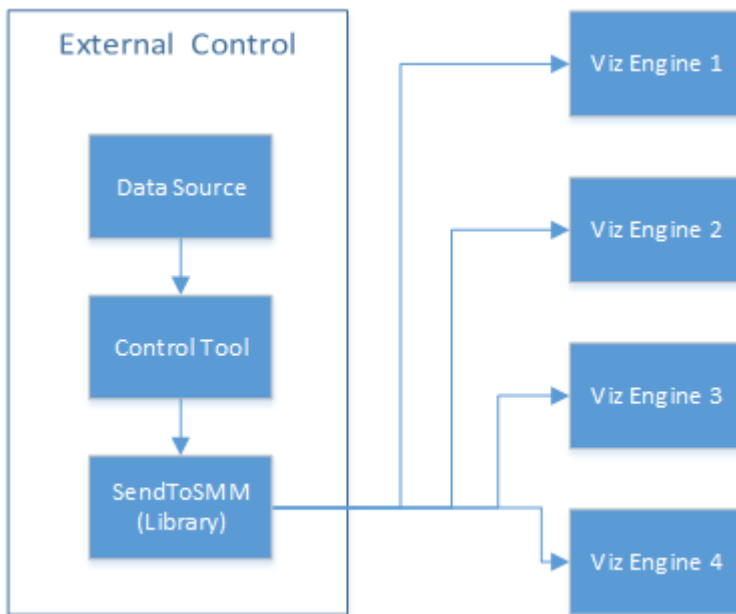 External Control
Data Source
Control Tool
SendToSMM
(Library)
Viz Engine 1
Viz Engine 2
Viz Engine 3
Viz Engine 4